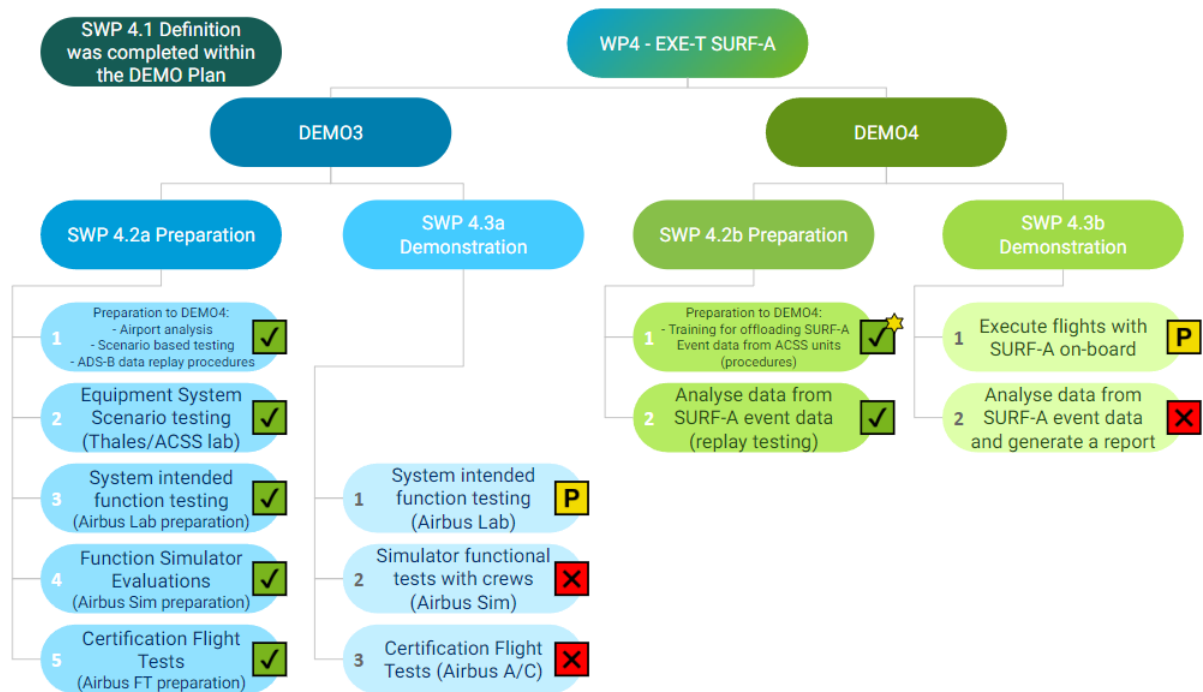 SWP 4.1 Definition
was completed within
the DEMO Plan
WP4 - EXE-T SURF-A
DEMO3
DEMO4
SWP 4.2a Preparation
SWP 4.3a
Demonstration
SWP 4.2b Preparation
SWP 4.3b
Demonstration
1
Preparation to DEMO4:
- Airport analysis
- Scenario based testing
- ADS-B data replay procedures
2
Equipment System
Scenario testing
(Thales/ACSS lab)
3
System intended
function testing
(Airbus Lab preparation)
4
Function Simulator
Evaluations
(Airbus Sim preparation)
5
Certification Flight
Tests
(Airbus FT preparation)
1
System intended
function testing
(Airbus Lab)
P
2
Simulator functional
tests with crews
(Airbus Sim)
3
Certification Flight
Tests (Airbus A/C)
1
Preparation to DEMO4:
- Training for offloading SURF-A
Event data from ACSS units
(procedures)
2
Analyse data from
SURF-A event data
(replay testing)
1
Execute flights with
SURF-A on-board
P
2
Analyse data from
SURF-A event data
and generate a report